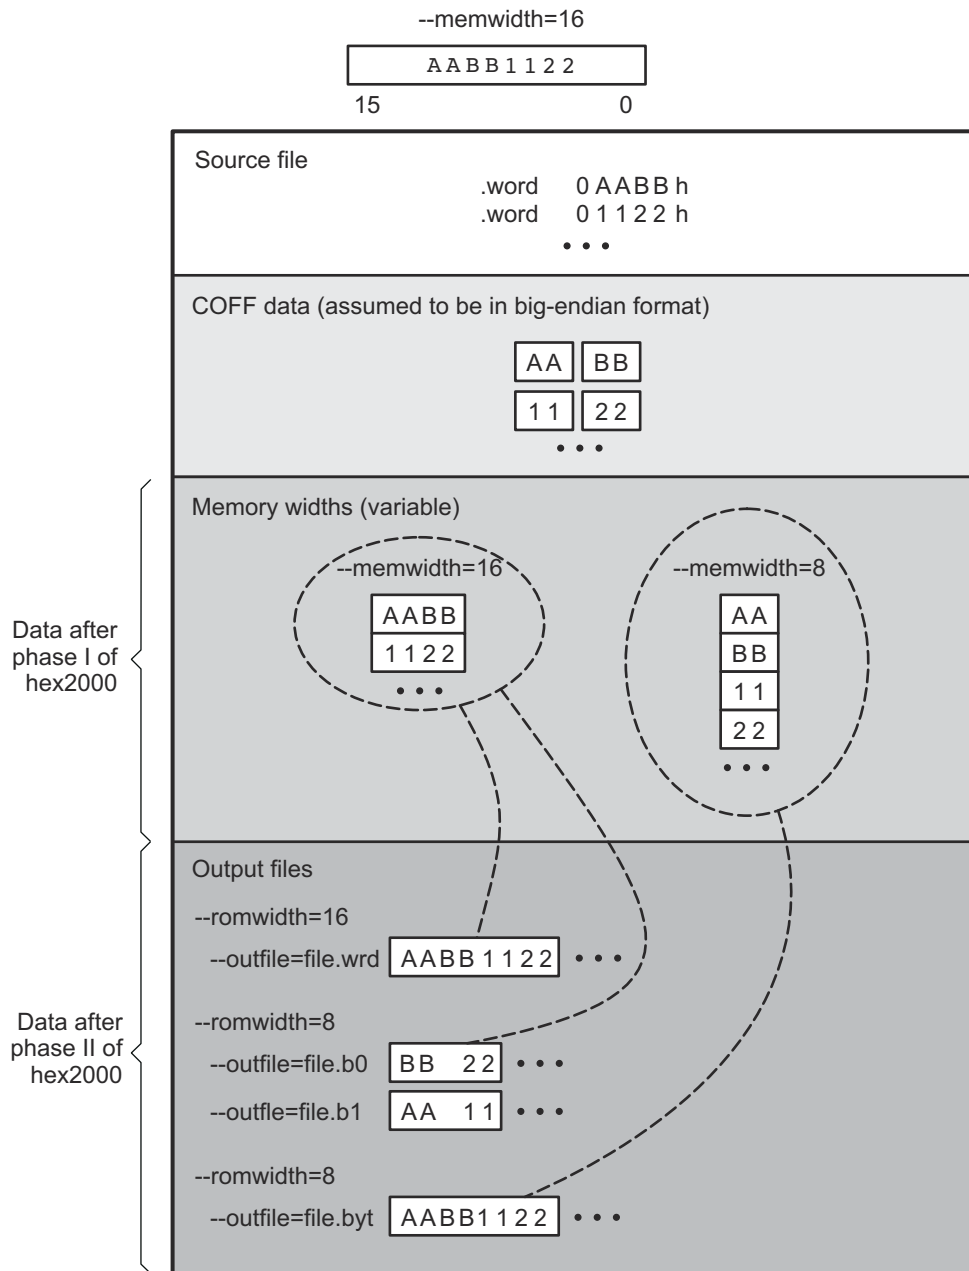 --memwidth=16
AABB1122
15 0
Source file
.word 0AABBh
.word 01122h
• • •
COFF data (assumed to be in big-endian format)
AA BB
11 22
• • •
Memory widths (variable)
--memwidth=16
AABB
1122
• • •
--memwidth=8
AA
BB
11
22
• • •
Data after
phase I of
hex2000
Output files
--romwidth=16
--outfile=file.wrd AABB1122 • • •
--romwidth=8
--outfile=file.b0 BB 22 • • •
--outfle=file.b1 AA 11 • • •
--romwidth=8
--outfile=file.byt AABB1122 • • •
Data after
phase II of
hex2000